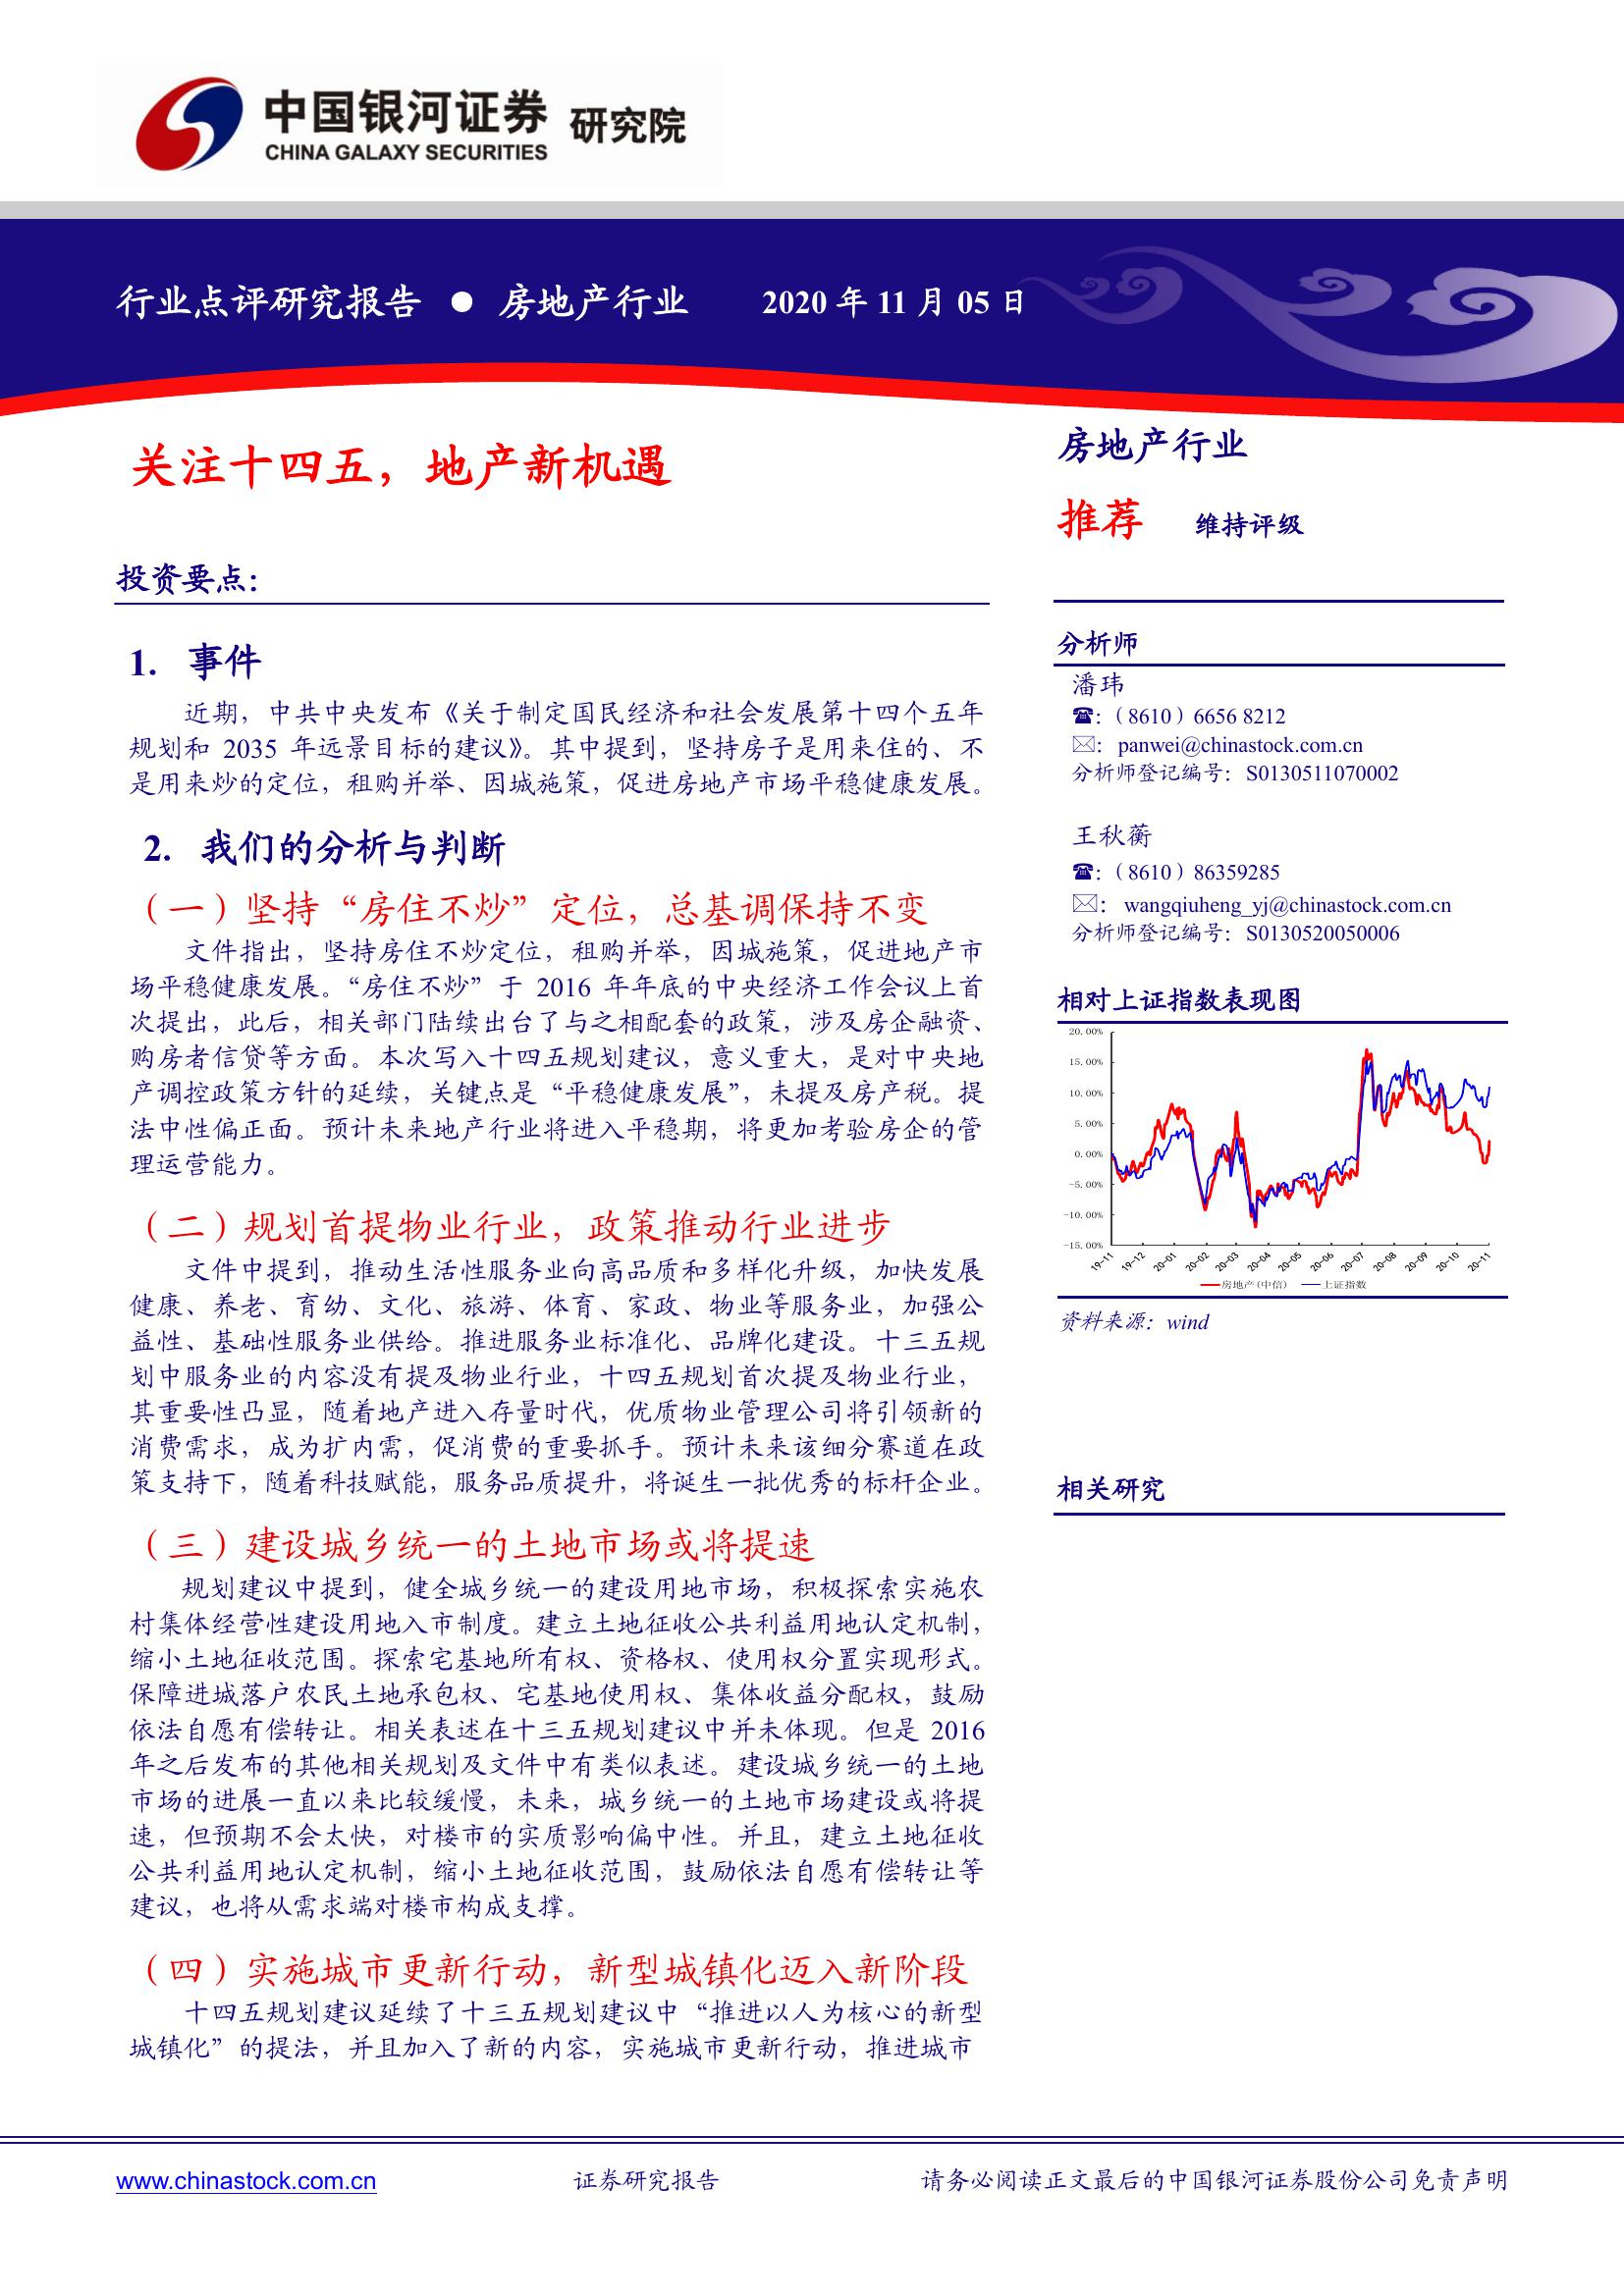 中国银河证券 研究院
CHINA GALAXY SECURITIES
行业点评研究报告 ● 房地产行业 2020 年 11 月 05 日
关注十四五，地产新机遇
投资要点：
1. 事件
近期，中共中央发布《关于制定国民经济和社会发展第十四个五年
规划和 2035 年远景目标的建议》。其中提到，坚持房子是用来住的、不
是用来炒的定位，租购并举、因城施策，促进房地产市场平稳健康发展。
2. 我们的分析与判断
（一）坚持“房住不炒”定位，总基调保持不变
文件指出，坚持房住不炒定位，租购并举，因城施策，促进地产市
场平稳健康发展。“房住不炒”于 2016 年年底的中央经济工作会议上首
次提出，此后，相关部门陆续出台了与之相配套的政策，涉及房企融资、
购房者信贷等方面。本次写入十四五规划建议，意义重大，是对中央地
产调控政策方针的延续，关键点是“平稳健康发展”，未提及房产税。提
法中性偏正面。预计未来地产行业将进入平稳期，将更加考验房企的管
理运营能力。
（二）规划首提物业行业，政策推动行业进步
文件中提到，推动生活性服务业向高品质和多样化升级，加快发展
健康、养老、育幼、文化、旅游、体育、家政、物业等服务业，加强公
益性、基础性服务业供给。推进服务业标准化、品牌化建设。十三五规
划中服务业的内容没有提及物业行业，十四五规划首次提及物业行业，
其重要性凸显，随着地产进入存量时代，优质物业管理公司将引领新的
消费需求，成为扩内需，促消费的重要抓手。预计未来该细分赛道在政
策支持下，随着科技赋能，服务品质提升，将诞生一批优秀的标杆企业。
（三）建设城乡统一的土地市场或将提速
规划建议中提到，健全城乡统一的建设用地市场，积极探索实施农
村集体经营性建设用地入市制度。建立土地征收公共利益用地认定机制，
缩小土地征收范围。探索宅基地所有权、资格权、使用权分置实现形式。
保障进城落户农民土地承包权、宅基地使用权、集体收益分配权，鼓励
依法自愿有偿转让。相关表述在十三五规划建议中并未体现。但是 2016
年之后发布的其他相关规划及文件中有类似表述。建设城乡统一的土地
市场的进展一直以来比较缓慢，未来，城乡统一的土地市场建设或将提
速，但预期不会太快，对楼市的实质影响偏中性。并且，建立土地征收
公共利益用地认定机制，缩小土地征收范围，鼓励依法自愿有偿转让等
建议，也将从需求端对楼市构成支撑。
（四）实施城市更新行动，新型城镇化迈入新阶段
十四五规划建议延续了十三五规划建议中“推进以人为核心的新型
城镇化”的提法，并且加入了新的内容，实施城市更新行动，推进城市
房地产行业
推荐 维持评级
分析师
潘玮
☎:（8610）6656 8212
✉: panwei@chinastock.com.cn
分析师登记编号：S0130511070002
王秋蘅
☎:（8610）86359285
✉: wangqiuheng_yj@chinastock.com.cn
分析师登记编号：S0130520050006
相对上证指数表现图
20.00%
15.00%
10.00%
5.00%
0.00%
-5.00%
-10.00%
-15.00%
19-11 19-12 20-01 20-02 20-03 20-04 20-05 20-06 20-07 20-08 20-09 20-10 20-11
房地产(中信) 上证指数
资料来源：wind
相关研究
www.chinastock.com.cn 证券研究报告 请务必阅读正文最后的中国银河证券股份公司免责声明